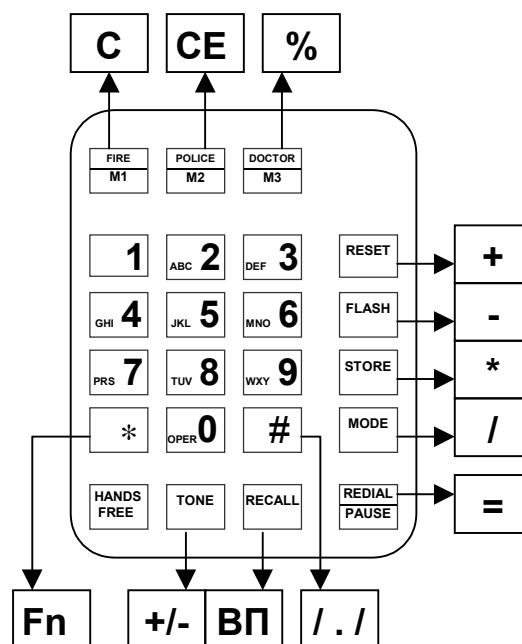 C CE %
FIRE POLICE DOCTOR
M1 M2 M3
1 ABC 2 DEF 3 RESET +
GHI 4 JKL 5 MNO 6 FLASH -
PRS 7 TUV 8 WXY 9 STORE *
* OPER 0 # MODE /
HANDS FREE TONE RECALL REDIAL PAUSE =
Fn +/- ВП / . /